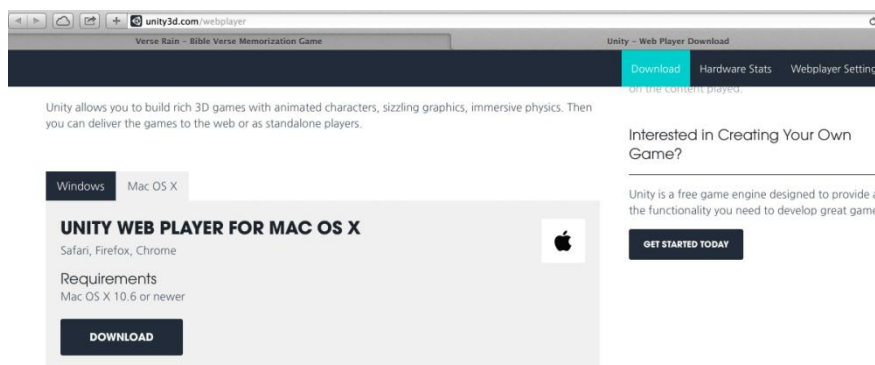 unity3d.com/webplayer
Verse Rain – Bible Verse Memorization Game
Unity – Web Player Download
Download Hardware Stats Webplayer Setting
on the content played.
Unity allows you to build rich 3D games with animated characters, sizzling graphics, immersive physics. Then
you can deliver the games to the web or as standalone players.
Interested in Creating Your Own
Game?
Windows Mac OS X
Unity is a free game engine designed to provide a
the functionality you need to develop great game
UNITY WEB PLAYER FOR MAC OS X
Safari, Firefox, Chrome
GET STARTED TODAY
Requirements
Mac OS X 10.6 or newer
DOWNLOAD